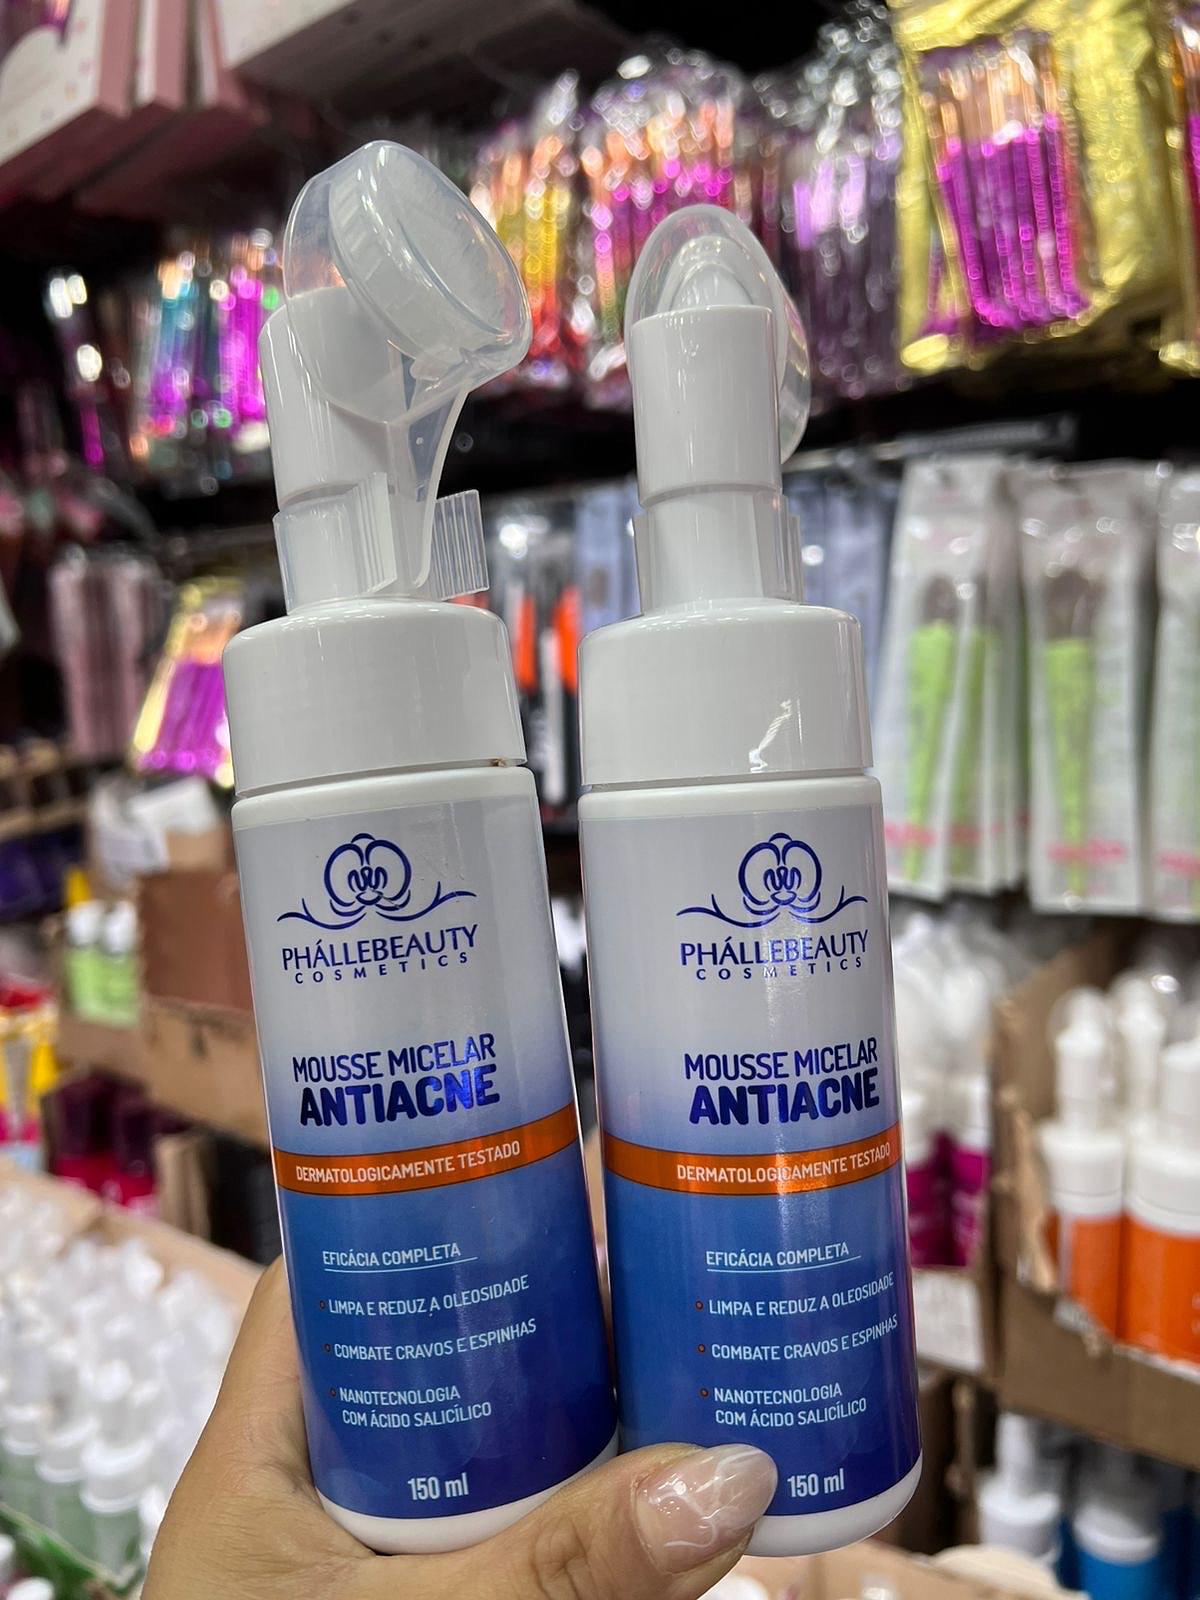 PHÁLLEBEAUTY
COSMETICS
MOUSSE MICELAR
ANTIACNE
DERMATOLOGICAMENTE TESTADO
EFICÁCIA COMPLETA
LIMPA E REDUZ A OLEOSIDADE
COMBATE CRAVOS E ESPINHAS
NANOTECNOLOGIA
COM ÁCIDO SALICÍLICO
150 ml
PHÁLLEBEAUTY
COSMETICS
MOUSSE MICELAR
ANTIACNE
DERMATOLOGICAMENTE TESTADO
EFICÁCIA COMPLETA
LIMPA E REDUZ A OLEOSIDADE
COMBATE CRAVOS E ESPINHAS
NANOTECNOLOGIA
COM ÁCIDO SALICÍLICO
150 ml